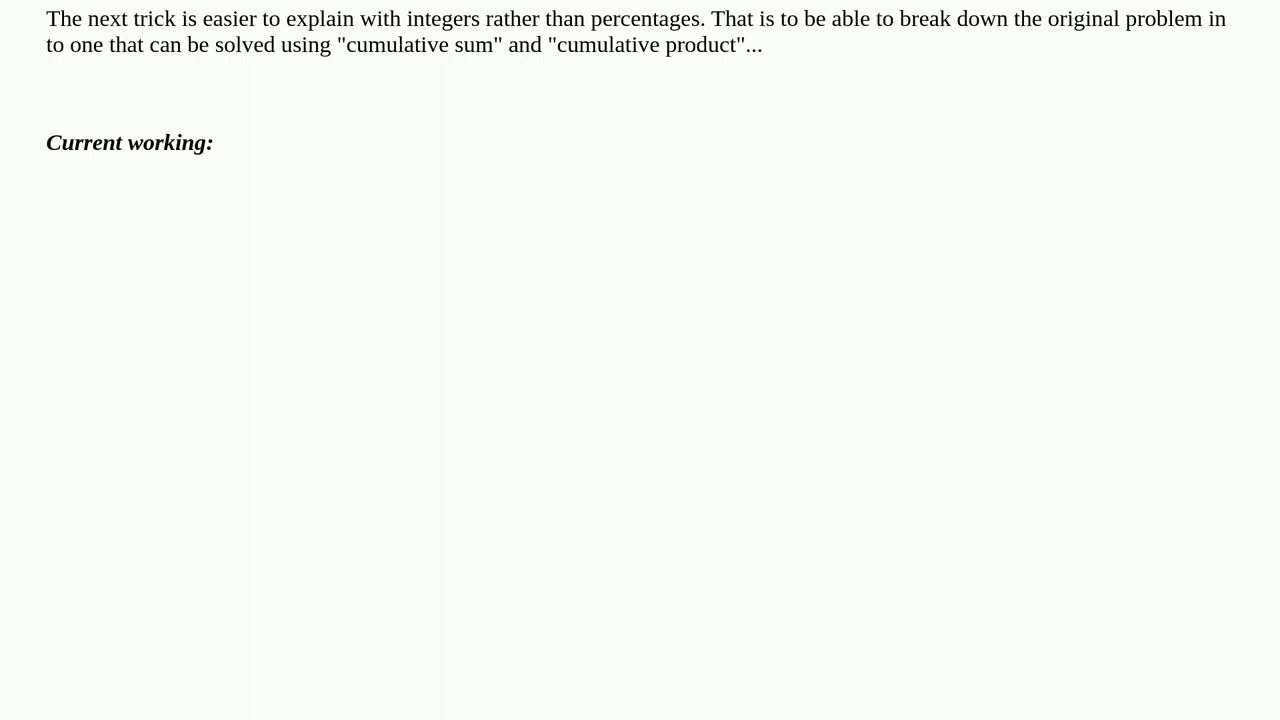 The next trick is easier to explain with integers rather than percentages. That is to be able to break down the original problem in
to one that can be solved using "cumulative sum" and "cumulative product"...
Current working: